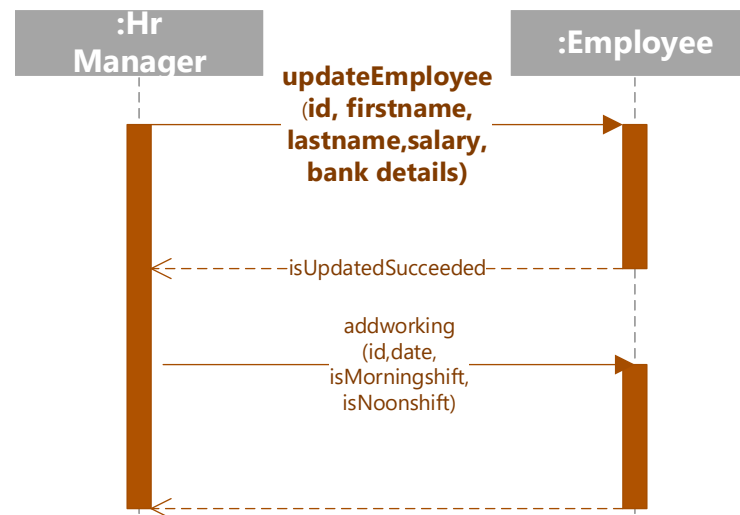 :Hr
Manager
:Employee
updateEmployee
(id, firstname,
lastname,salary,
bank details)
isUpdatedSucceeded
addworking
(id,date,
isMorningshift,
isNoonshift)